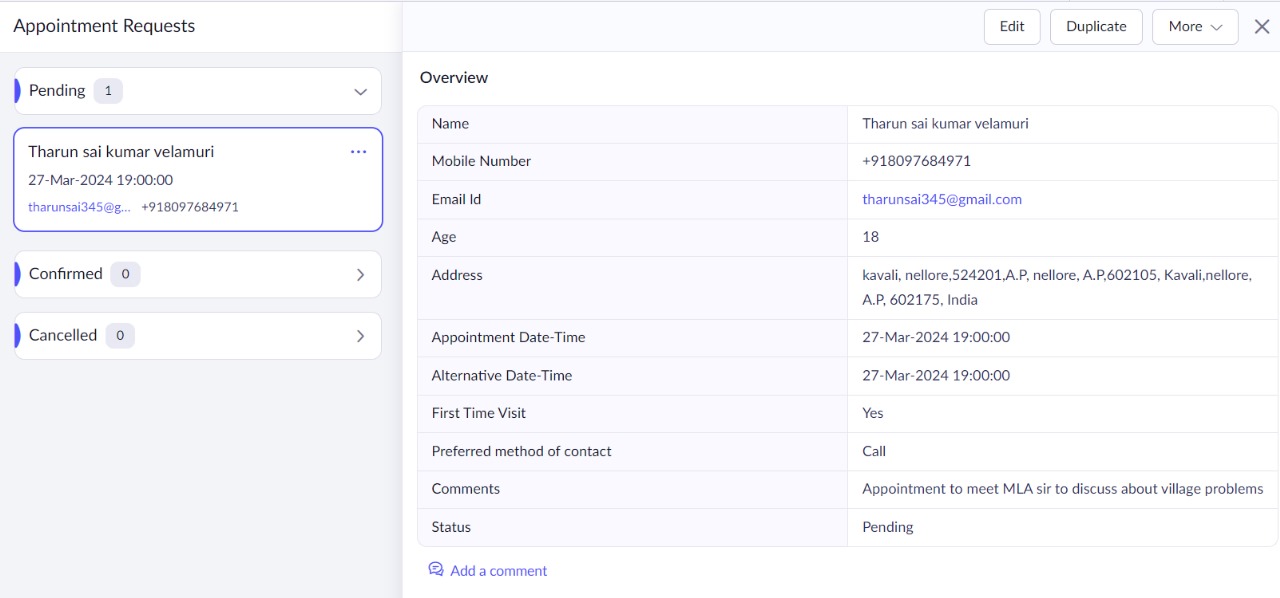 Appointment Requests
Edit
Duplicate
More
Pending 1
Tharun sai kumar velamuri
27-Mar-2024 19:00:00
tharunsai345@g... +918097684971
Confirmed 0
Cancelled 0
Overview
Name Tharun sai kumar velamuri
Mobile Number +918097684971
Email Id tharunsai345@gmail.com
Age 18
Address kavali, nellore,524201,A.P, nellore, A.P,602105, Kavali,nellore,
A.P, 602175, India
Appointment Date-Time 27-Mar-2024 19:00:00
Alternative Date-Time 27-Mar-2024 19:00:00
First Time Visit Yes
Preferred method of contact Call
Comments Appointment to meet MLA sir to discuss about village problems
Status Pending
Add a comment